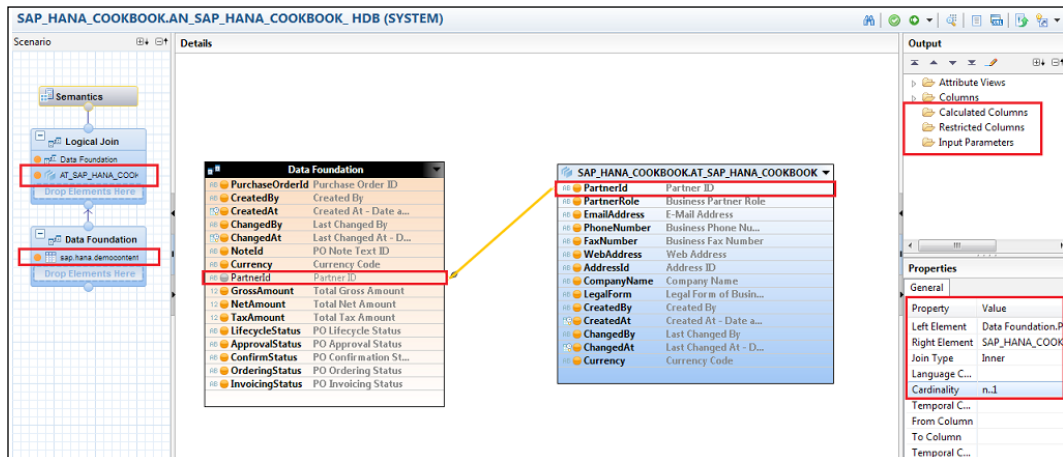 SAP_HANA_COOKBOOK.AN_SAP_HANA_COOKBOOK_ HDB (SYSTEM)
Scenario
Semantics
Logical Join
Data Foundation
AT_SAP_HANA_COOK
Drop Elements Here
Data Foundation
sap.hana.democontent
Drop Elements Here
Details
Data Foundation
PurchaseOrderId Purchase Order ID
CreatedBy Created By
CreatedAt Created At - Date a...
ChangedBy Last Changed By
ChangedAt Last Changed At - D...
NoteId PO Note Text ID
Currency Currency Code
PartnerId Partner ID
GrossAmount Total Gross Amount
NetAmount Total Net Amount
TaxAmount Total Tax Amount
LifecycleStatus PO Lifecycle Status
ApprovalStatus PO Approval Status
ConfirmStatus PO Confirmation St...
OrderingStatus PO Ordering Status
InvoicingStatus PO Invoicing Status
SAP_HANA_COOKBOOK.AT_SAP_HANA_COOKBOOK
PartnerId Partner ID
PartnerRole Business Partner Role
EmailAddress E-Mail Address
PhoneNumber Business Phone Nu...
FaxNumber Business Fax Number
WebAddress Web Address
AddressId Address ID
CompanyName Company Name
LegalForm Legal Form of Busin...
CreatedBy Created By
CreatedAt Created At - Date a...
ChangedBy Last Changed By
ChangedAt Last Changed At - D...
Currency Currency Code
Output
Attribute Views
Columns
Calculated Columns
Restricted Columns
Input Parameters
Properties
General
Property Value
Left Element Data Foundation.P
Right Element SAP_HANA_COOK
Join Type Inner
Language C...
Cardinality n..1
Temporal C...
From Column
To Column
Temporal C...